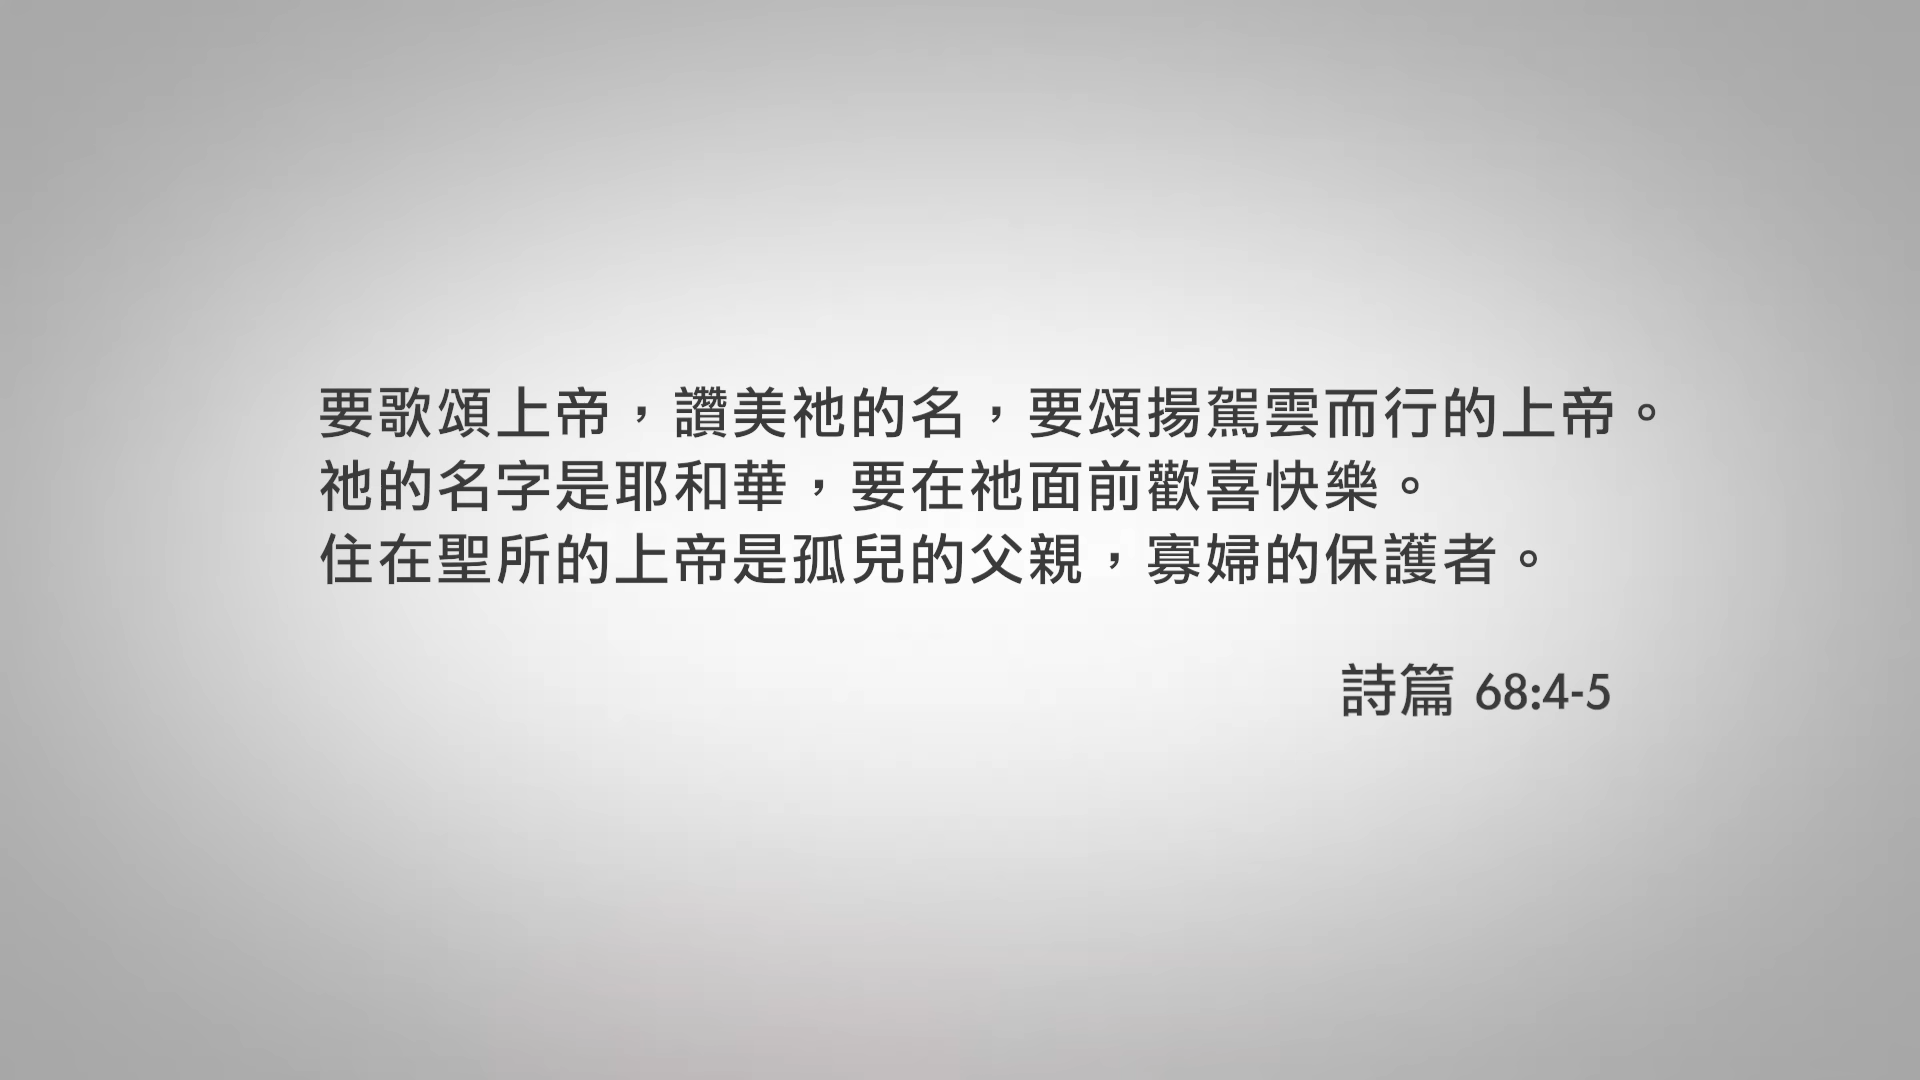 要歌頌上帝，讚美祂的名，要頌揚駕雲而行的上帝。
祂的名字是耶和華，要在祂面前歡喜快樂。
住在聖所的上帝是孤兒的父親，寡婦的保護者。
詩篇 68:4-5